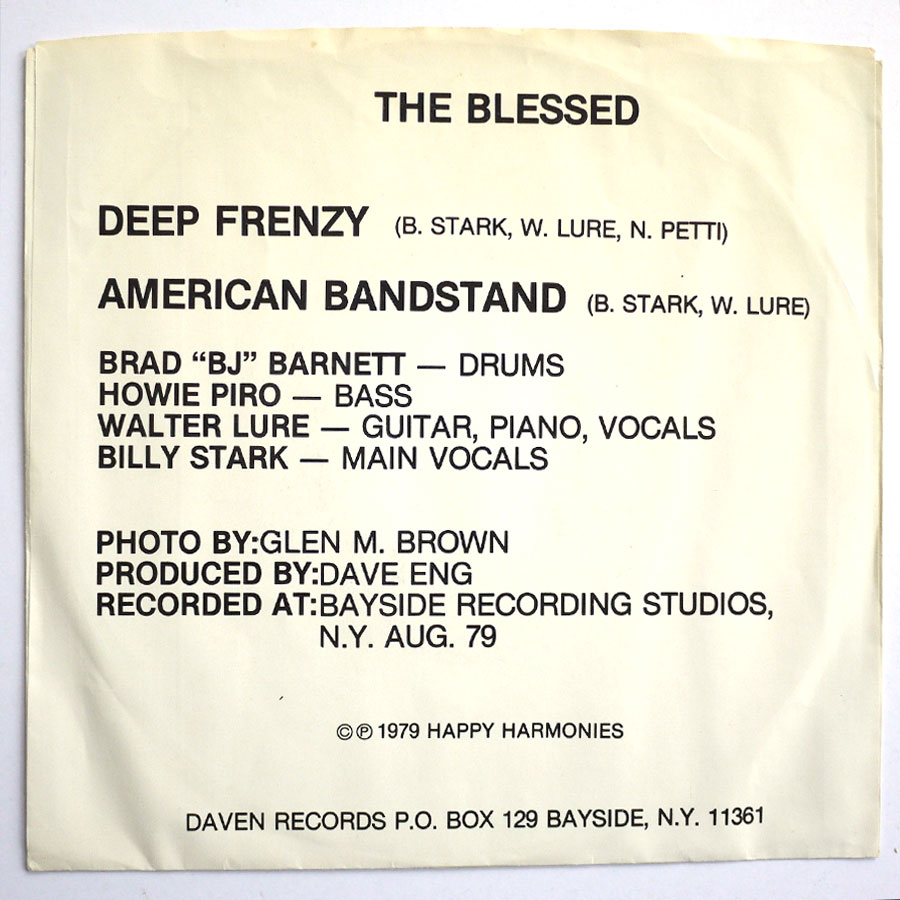 THE BLESSED
DEEP FRENZY (B. STARK, W. LURE, N. PETTI)
AMERICAN BANDSTAND (B. STARK, W. LURE)
BRAD “BJ” BARNETT — DRUMS
HOWIE PIRO — BASS
WALTER LURE — GUITAR, PIANO, VOCALS
BILLY STARK — MAIN VOCALS
PHOTO BY:GLEN M. BROWN
PRODUCED BY:DAVE ENG
RECORDED AT:BAYSIDE RECORDING STUDIOS,
N.Y. AUG. 79
©℗ 1979 HAPPY HARMONIES
DAVEN RECORDS P.O. BOX 129 BAYSIDE, N.Y. 11361